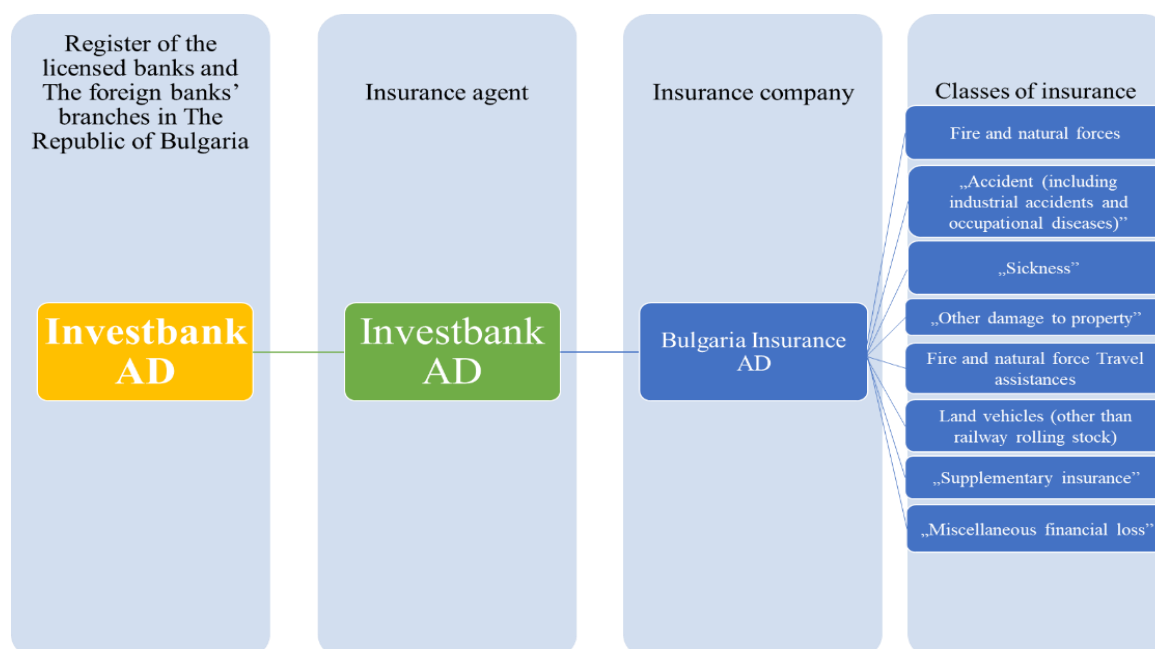 Register of the
licensed banks and
The foreign banks’
branches in The
Republic of Bulgaria
Insurance agent
Insurance company
Classes of insurance
Investbank
AD
Investbank
AD
Bulgaria Insurance
AD
Fire and natural forces
„Accident (including
industrial accidents and
occupational diseases)”
„Sickness”
„Other damage to property”
Fire and natural force Travel
assistances
Land vehicles (other than
railway rolling stock)
„Supplementary insurance”
„Miscellaneous financial loss”